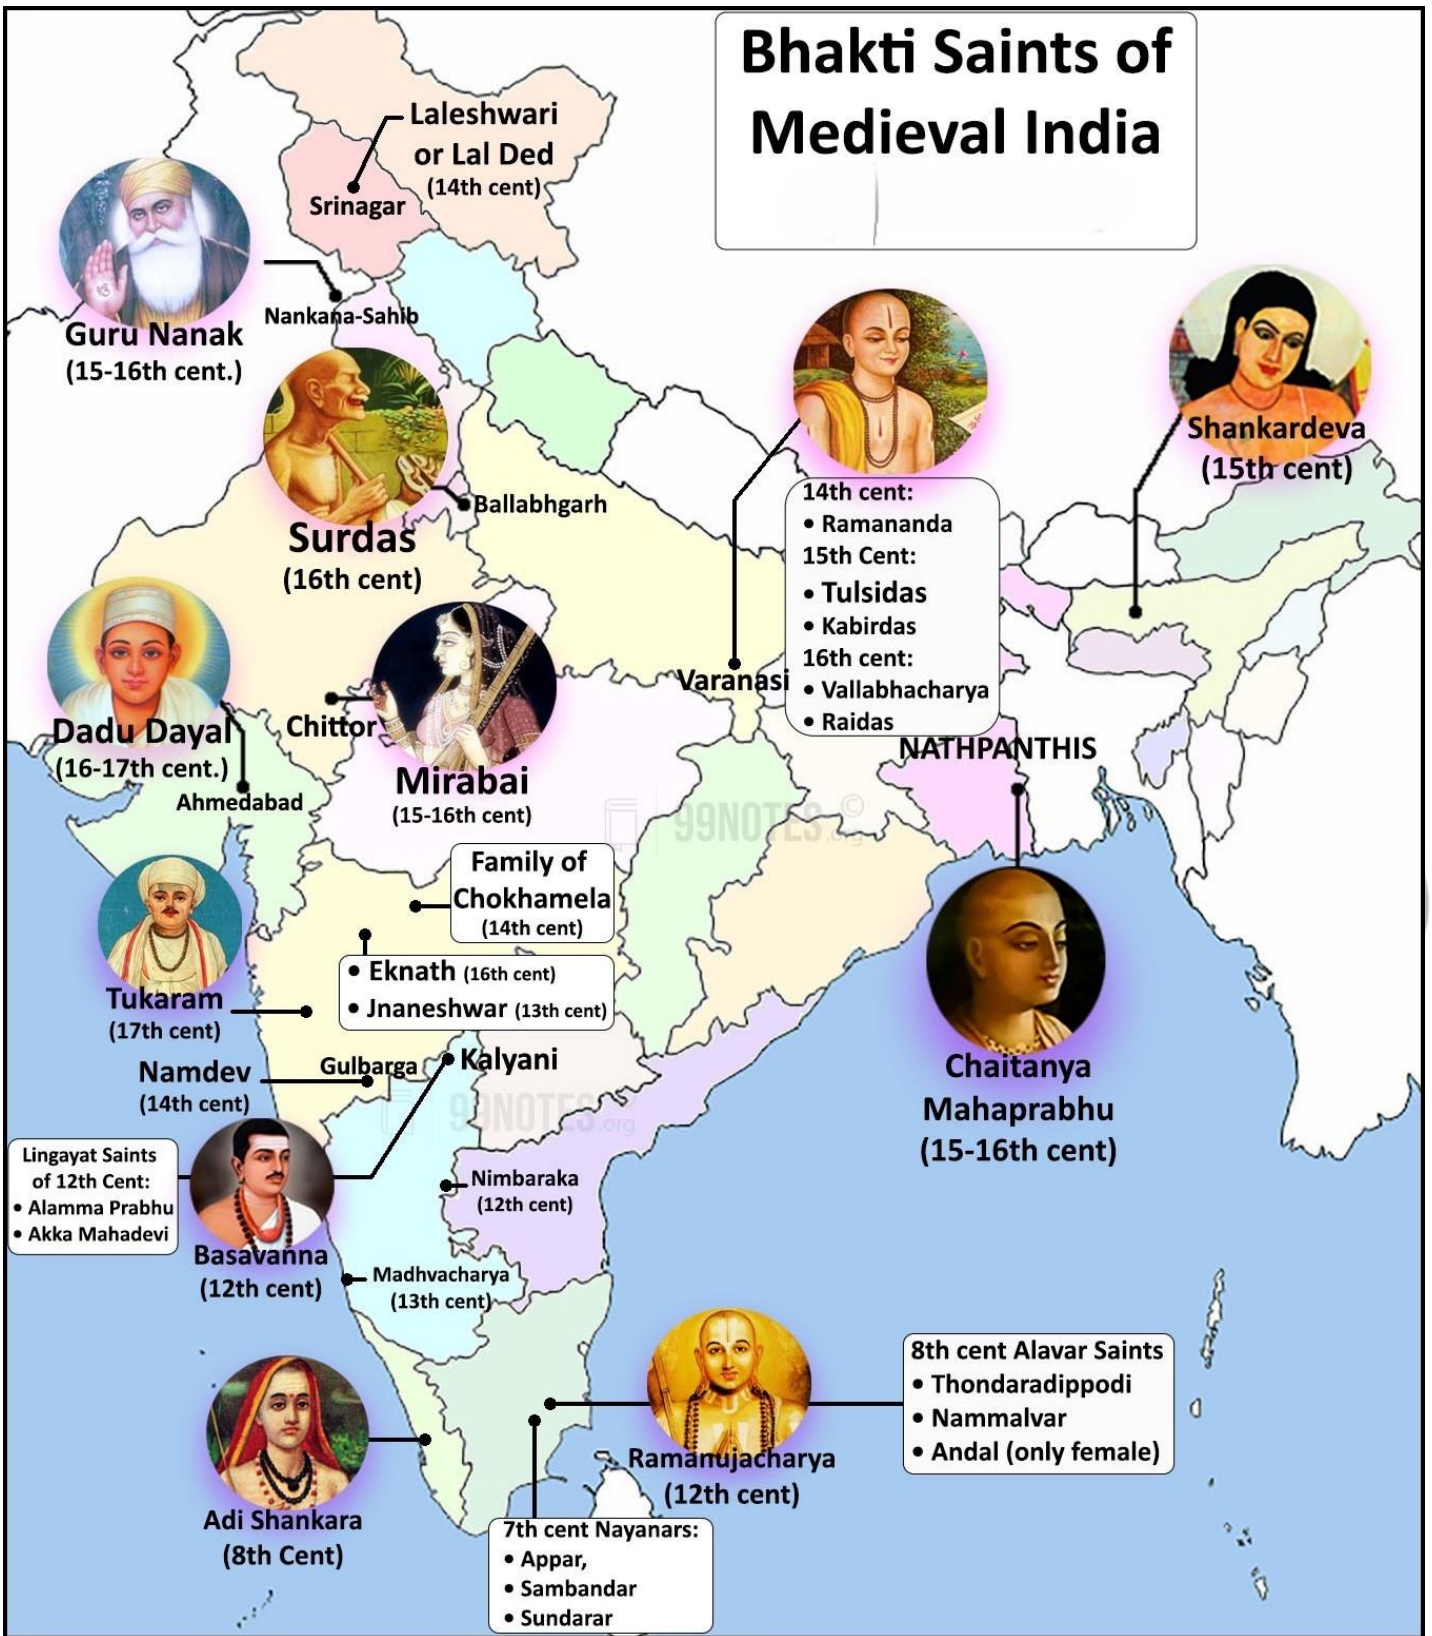 Bhakti Saints of
Medieval India
Laleshwari
or Lal Ded
(14th cent)
Srinagar
Guru Nanak
(15-16th cent.)
Nankana-Sahib
Surdas
(16th cent)
Ballabhgarh
Shankardeva
(15th cent)
14th cent:
• Ramananda
15th Cent:
• Tulsidas
• Kabirdas
16th cent:
• Vallabhacharya
• Raidas
Varanasi
NATHPANTHIS
Dadu Dayal
(16-17th cent.)
Ahmedabad
Chittor
Mirabai
(15-16th cent)
99NOTES.org
©
Family of
Chokhamela
(14th cent)
• Eknath (16th cent)
• Jnaneshwar (13th cent)
Tukaram
(17th cent)
Namdev
(14th cent)
Gulbarga
Kalyani
99NOTES.org
Chaitanya
Mahaprabhu
(15-16th cent)
Lingayat Saints
of 12th Cent:
• Alamma Prabhu
• Akka Mahadevi
Basavanna
(12th cent)
Nimbaraka
(12th cent)
Madhvacharya
(13th cent)
Adi Shankara
(8th Cent)
Ramanujacharya
(12th cent)
8th cent Alavar Saints
• Thondaradippodi
• Nammalvar
• Andal (only female)
7th cent Nayanars:
• Appar,
• Sambandar
• Sundarar